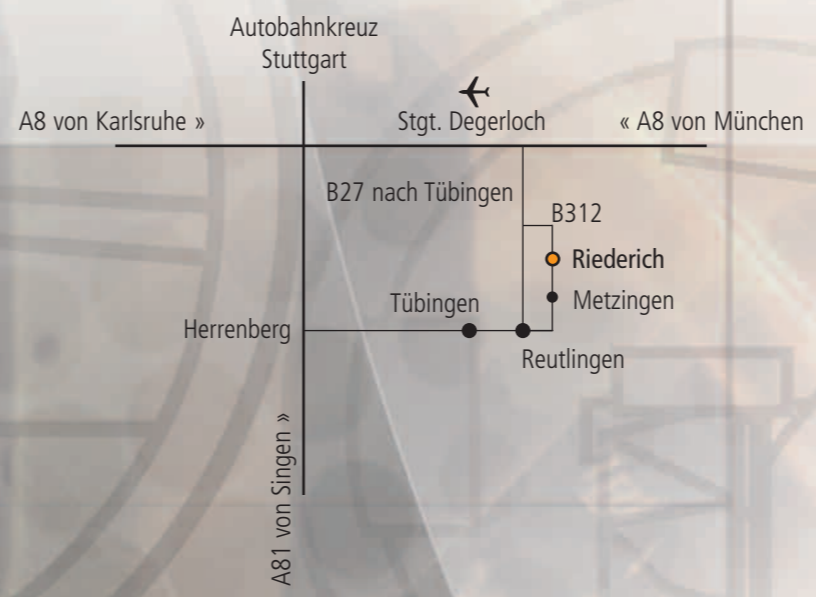 Autobahnkreuz
Stuttgart
A8 von Karlsruhe »
Stgt. Degerloch
« A8 von München
B27 nach Tübingen
B312
Riederich
Tübingen
Metzingen
Herrenberg
Reutlingen
A81 von Singen »